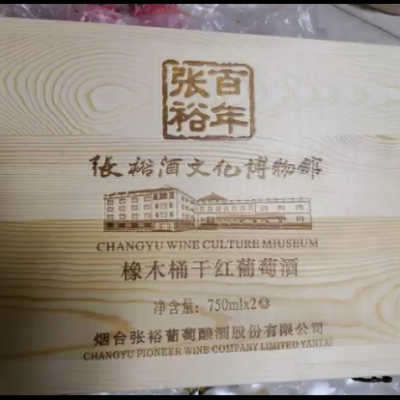 百年
张裕
张裕酒文化博物館
CHANGYU WINE CULTURE MIUSEUM
橡木桶干红葡萄酒
净含量：750mlx2
烟台张裕葡萄酿酒股份有限公司
CHANGYU PIONEER WINE COMPANY LIMITED YANTAI